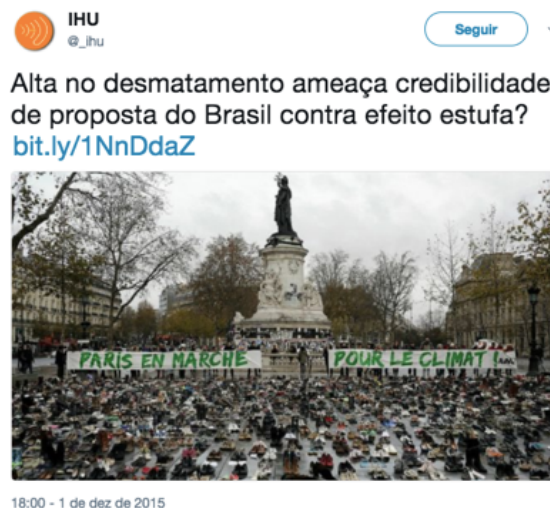 IHU
@_ihu
Seguir
Alta no desmatamento ameaça credibilidade
de proposta do Brasil contra efeito estufa?
bit.ly/1NnDdaZ
PARIS EN MARCHE
POUR LE CLIMAT
18:00 - 1 de dez de 2015